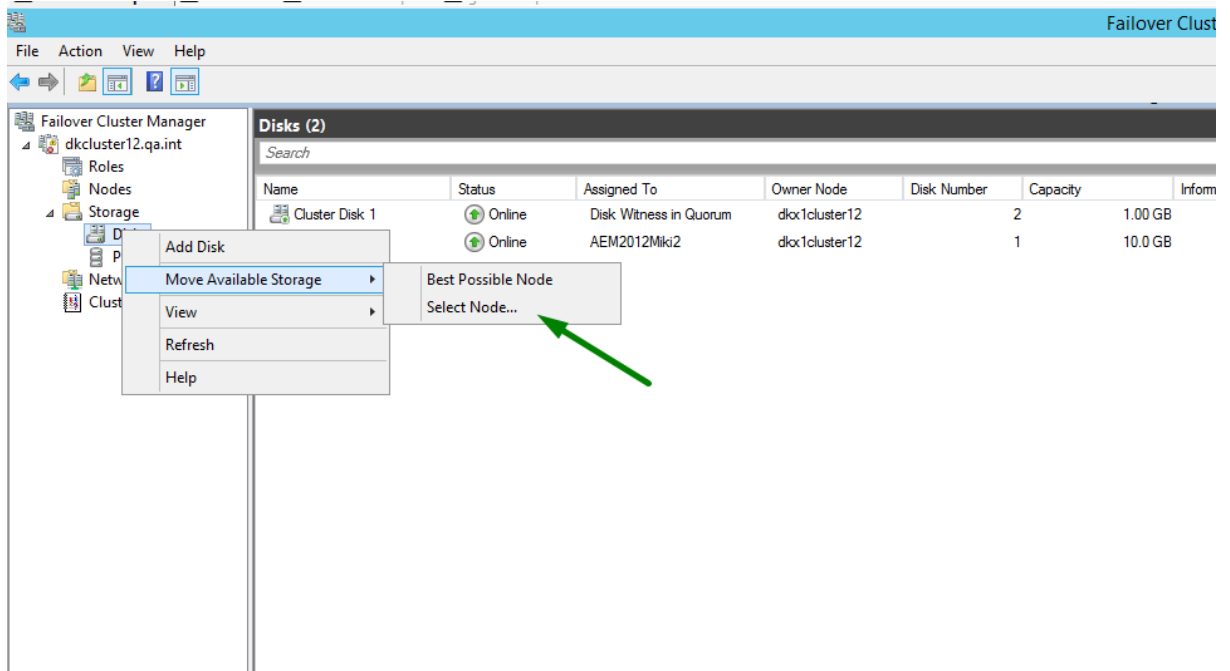 Failover Clust
File Action View Help
Failover Cluster Manager
dkcluster12.qa.int
Roles
Nodes
Storage
D
P
Netw
Clust
Disks (2)
Search
Name Status Assigned To Owner Node Disk Number Capacity Inform
Cluster Disk 1 Online Disk Witness in Quorum dkx1cluster12 2 1.00 GB
Online AEM2012Miki2 dkx1cluster12 1 10.0 GB
Add Disk
Move Available Storage
View
Refresh
Help
Best Possible Node
Select Node...